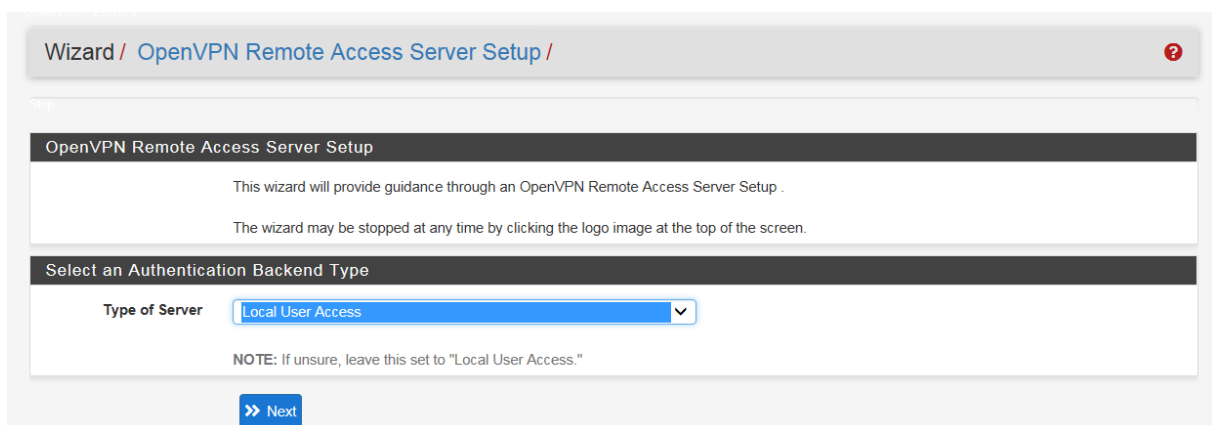 Wizard / OpenVPN Remote Access Server Setup /
Step
OpenVPN Remote Access Server Setup
This wizard will provide guidance through an OpenVPN Remote Access Server Setup .
The wizard may be stopped at any time by clicking the logo image at the top of the screen.
Select an Authentication Backend Type
Type of Server
Local User Access
NOTE: If unsure, leave this set to "Local User Access."
Next